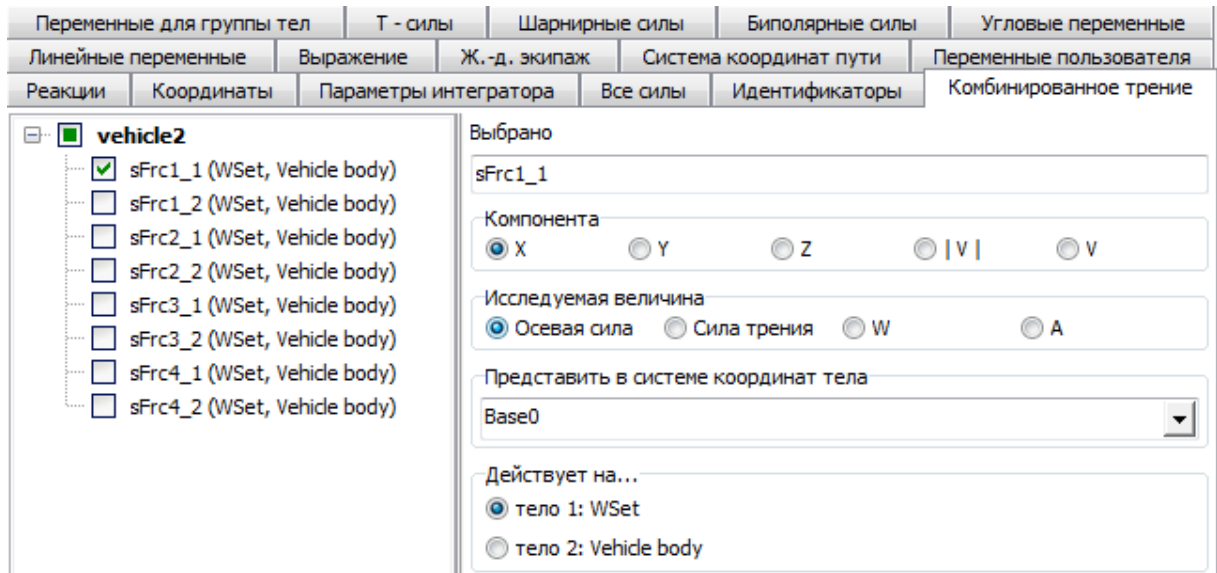 Переменные для группы тел Т - силы Шарнирные силы Биполярные силы Угловые переменные
Линейные переменные Выражение Ж.-д. экипаж Система координат пути Переменные пользователя
Реакции Координаты Параметры интегратора Все силы Идентификаторы Комбинированное трение
vehicle2
sFrc1_1 (WSet, Vehicle body)
sFrc1_2 (WSet, Vehicle body)
sFrc2_1 (WSet, Vehicle body)
sFrc2_2 (WSet, Vehicle body)
sFrc3_1 (WSet, Vehicle body)
sFrc3_2 (WSet, Vehicle body)
sFrc4_1 (WSet, Vehicle body)
sFrc4_2 (WSet, Vehicle body)
Выбрано
sFrc1_1
Компонента
X Y Z | V | V
Исследуемая величина
Осевая сила Сила трения W A
Представить в системе координат тела
Base0
Действует на...
тело 1: WSet
тело 2: Vehicle body